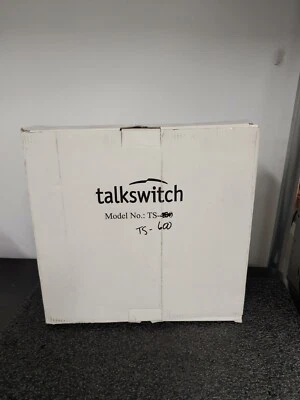 talkswitch
Model No.: TS-
TS- 600